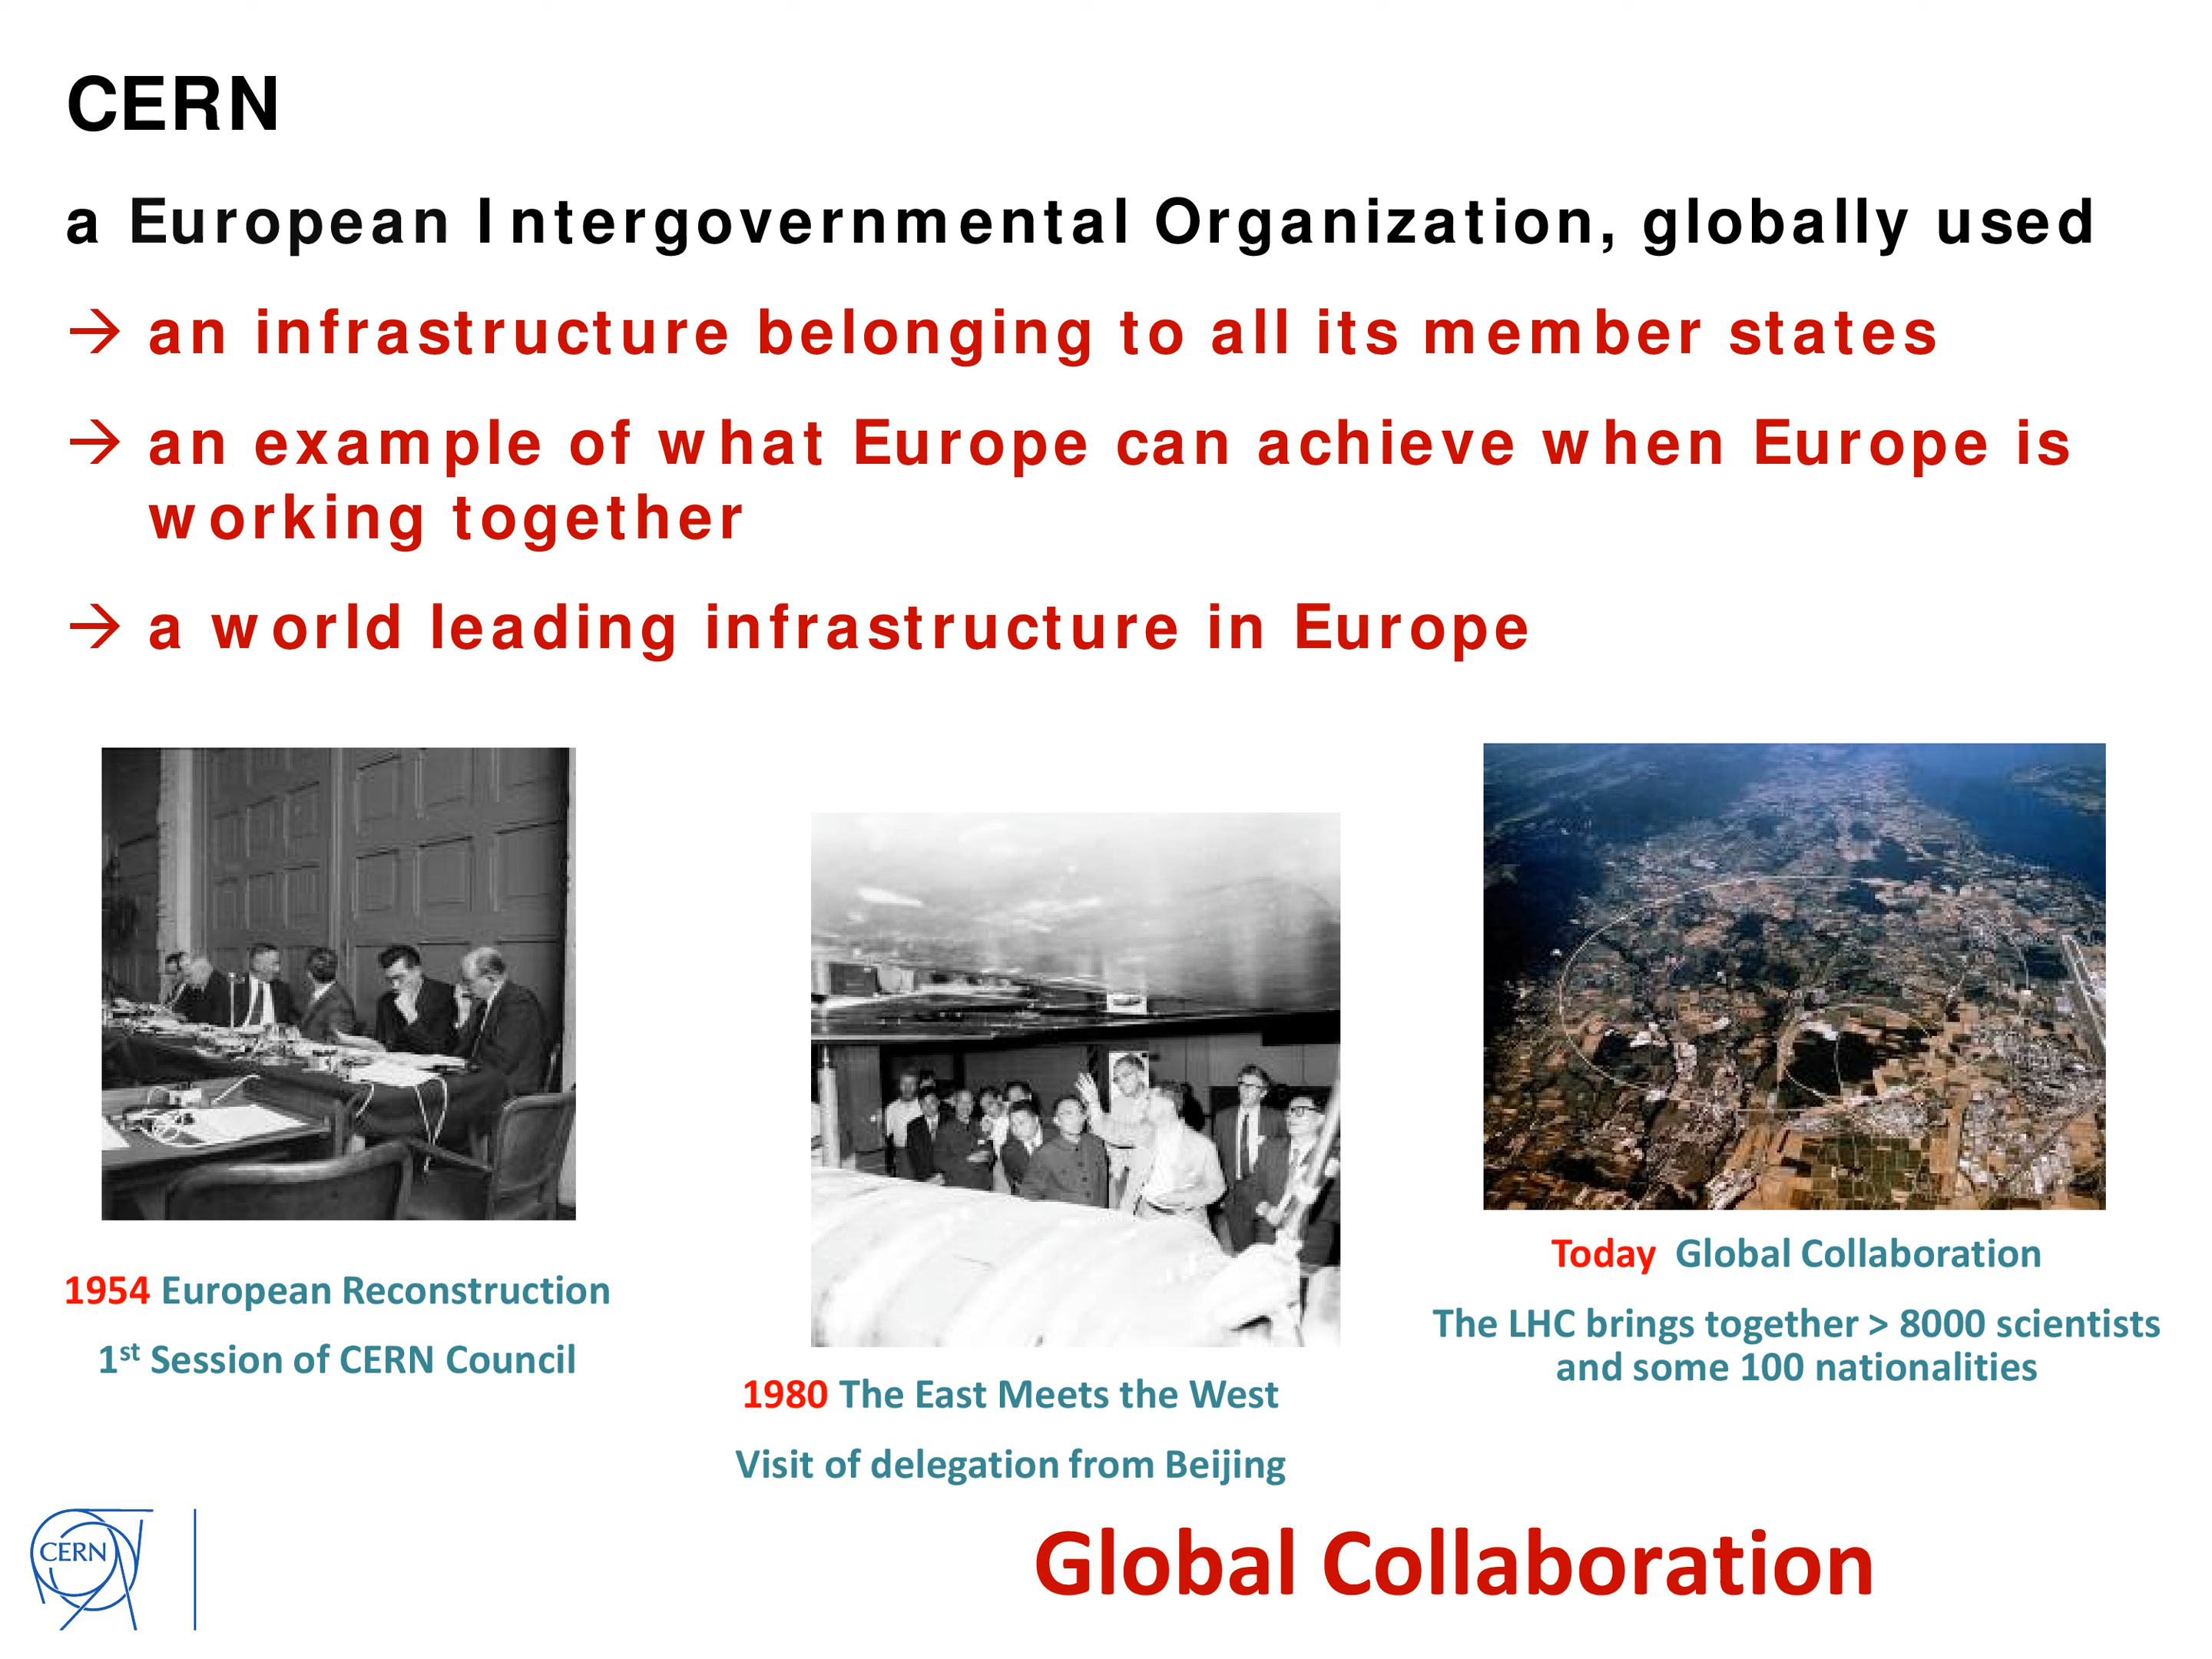 CERN
a European Intergovernmental Organization, globally used
→ an infrastructure belonging to all its member states
→ an example of what Europe can achieve when Europe is
working together
→ a world leading infrastructure in Europe
1954 European Reconstruction
1st Session of CERN Council
1980 The East Meets the West
Visit of delegation from Beijing
Today Global Collaboration
The LHC brings together > 8000 scientists
and some 100 nationalities
CERN
Global Collaboration